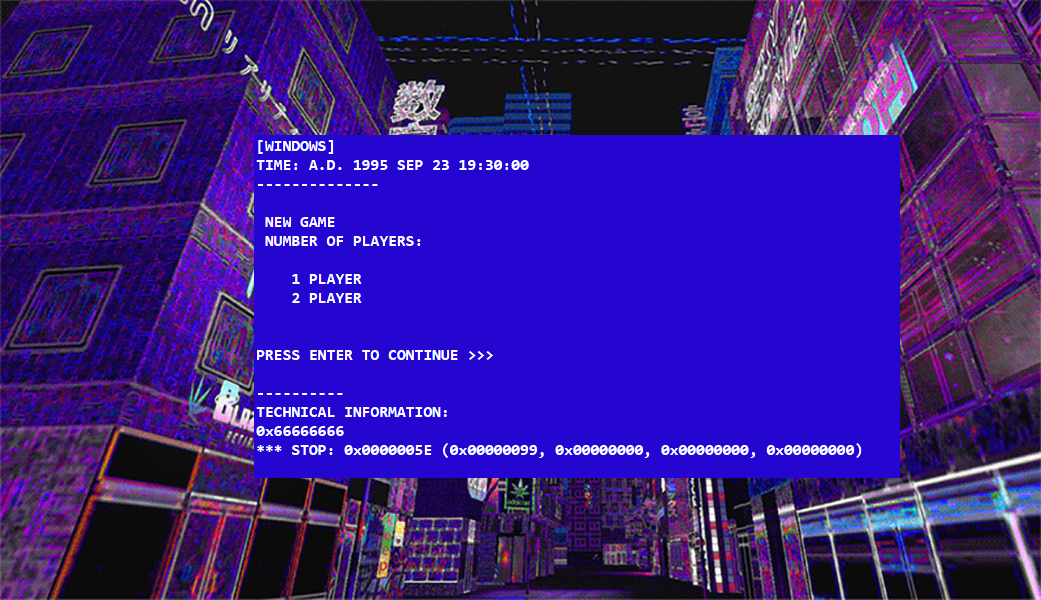 数
[WINDOWS]
TIME: A.D. 1995 SEP 23 19:30:00
--------------
NEW GAME
NUMBER OF PLAYERS:
1 PLAYER
2 PLAYER
PRESS ENTER TO CONTINUE >>>
----------
TECHNICAL INFORMATION:
0x66666666
*** STOP: 0x0000005E (0x00000099, 0x00000000, 0x00000000, 0x00000000)